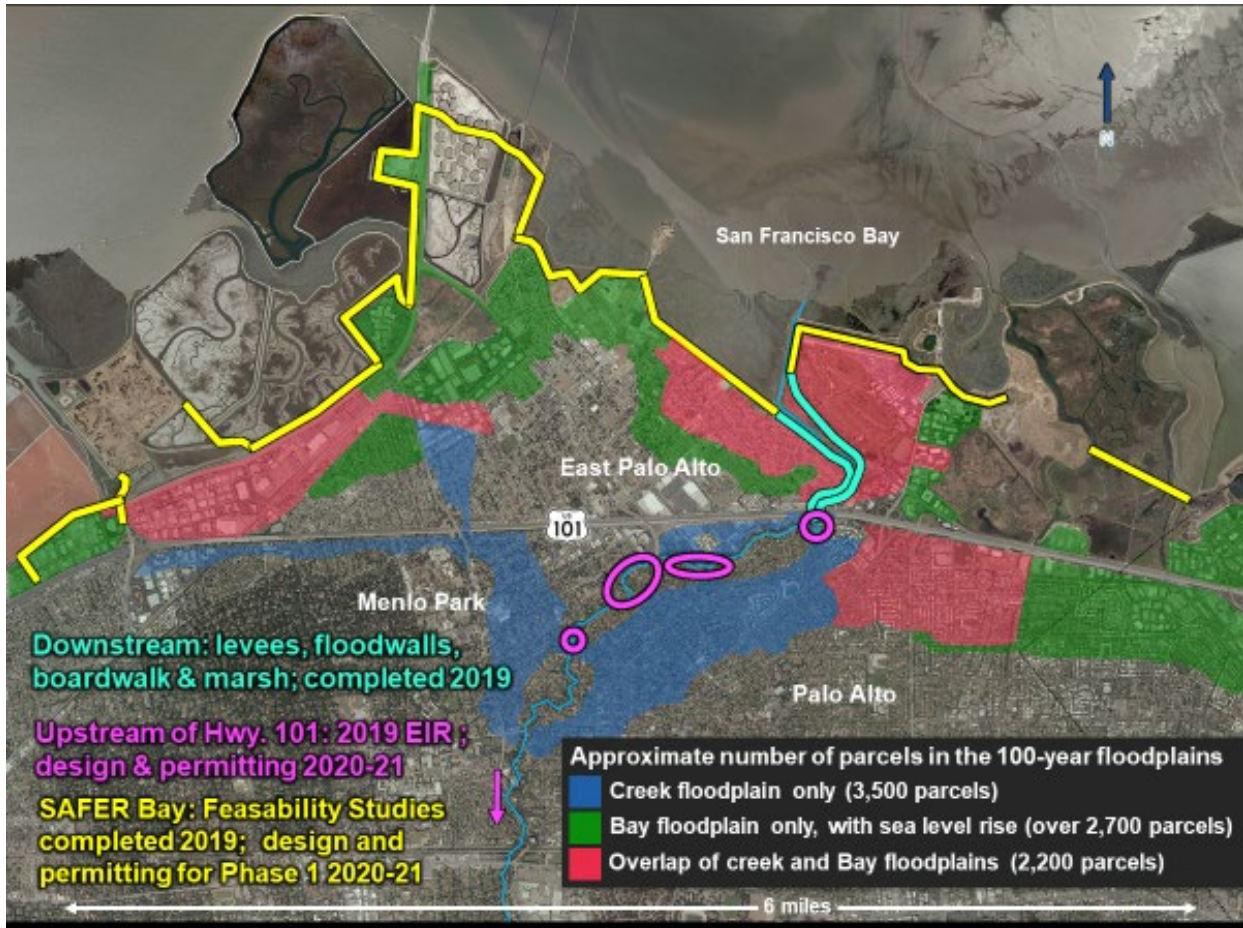 N
San Francisco Bay
East Palo Alto
US
101
Menlo Park
Palo Alto
Downstream: levees, floodwalls,
boardwalk & marsh; completed 2019
Upstream of Hwy. 101: 2019 EIR ;
design & permitting 2020-21
SAFER Bay: Feasability Studies
completed 2019; design and
permitting for Phase 1 2020-21
Approximate number of parcels in the 100-year floodplains
Creek floodplain only (3,500 parcels)
Bay floodplain only, with sea level rise (over 2,700 parcels)
Overlap of creek and Bay floodplains (2,200 parcels)
6 miles